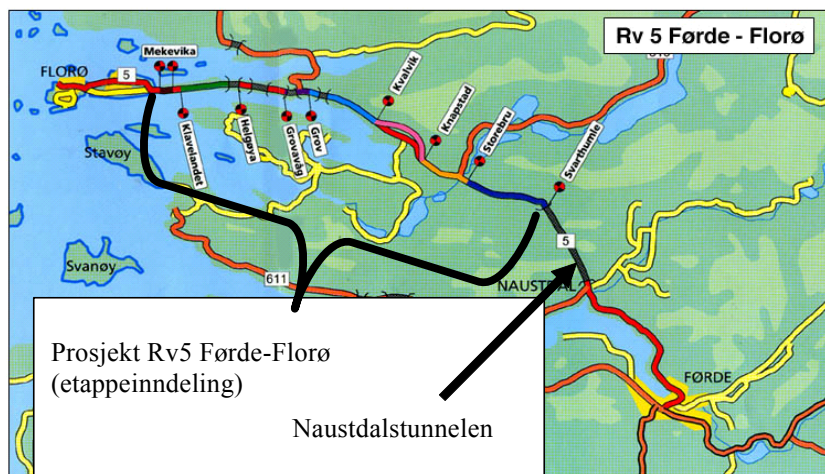 Rv 5 Førde - Florø
Mekevika
FLORØ
5
Kvalvik
Knapstad
Storebru
Klavelandet
Helgøya
Grovavåg
Grov
Svarthumle
Stavøy
5
Svanøy
611
NAUSTDAL
Prosjekt Rv5 Førde-Florø
(etappeinndeling)
FØRDE
Naustdalstunnelen